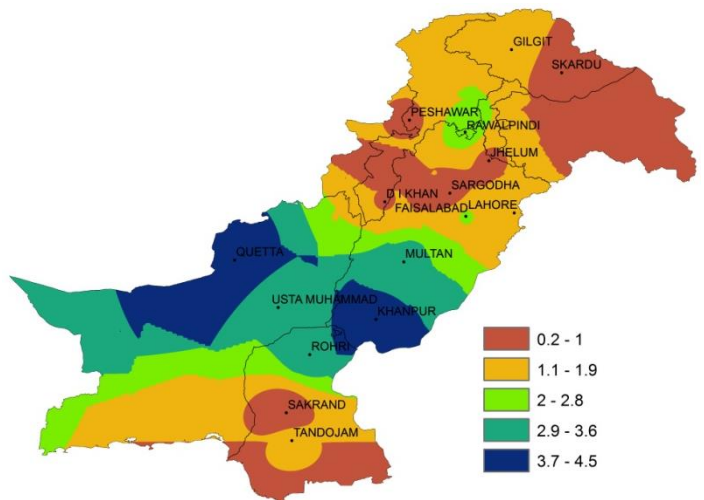 GILGIT
SKARDU
PESHAWAR
RAWALPINDI
JHELUM
D I KHAN
SARGODHA
FAISALABAD
LAHORE
QUETTA
MULTAN
USTA MUHAMMAD
KHANPUR
ROHRI
SAKRAND
TANDOJAM
0.2 - 1
1.1 - 1.9
2 - 2.8
2.9 - 3.6
3.7 - 4.5